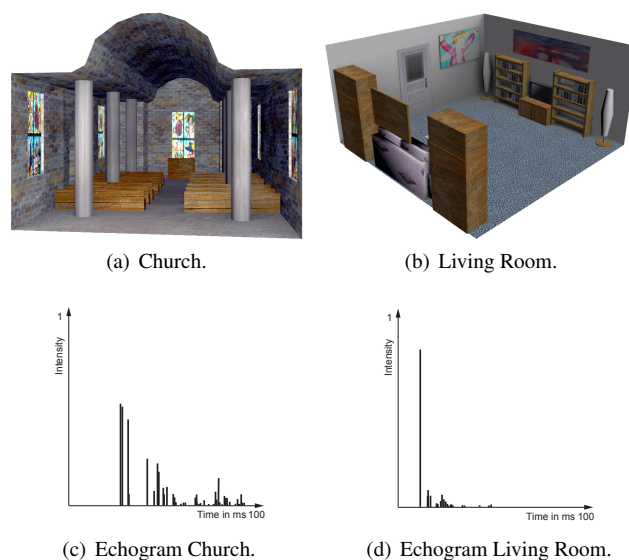 (a) Church.
(b) Living Room.
1
Intensity
Time in ms 100
1
Intensity
Time in ms 100
(c) Echogram Church.
(d) Echogram Living Room.